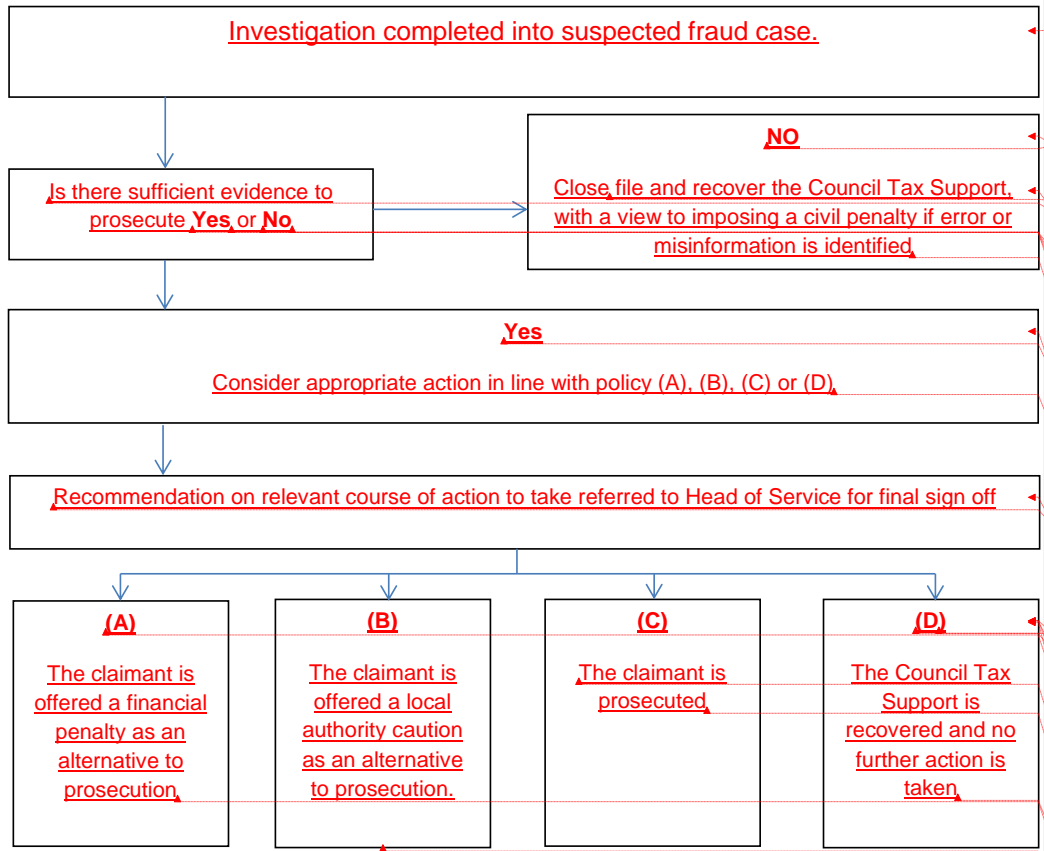 Investigation completed into suspected fraud case.
NO
Close file and recover the Council Tax Support,
with a view to imposing a civil penalty if error or
misinformation is identified
Is there sufficient evidence to
prosecute Yes or No
Yes
Consider appropriate action in line with policy (A), (B), (C) or (D)
Recommendation on relevant course of action to take referred to Head of Service for final sign off
(A)
The claimant is
offered a financial
penalty as an
alternative to
prosecution
(B)
The claimant is
offered a local
authority caution
as an alternative
to prosecution.
(C)
The claimant is
prosecuted
(D)
The Council Tax
Support is
recovered and no
further action is
taken